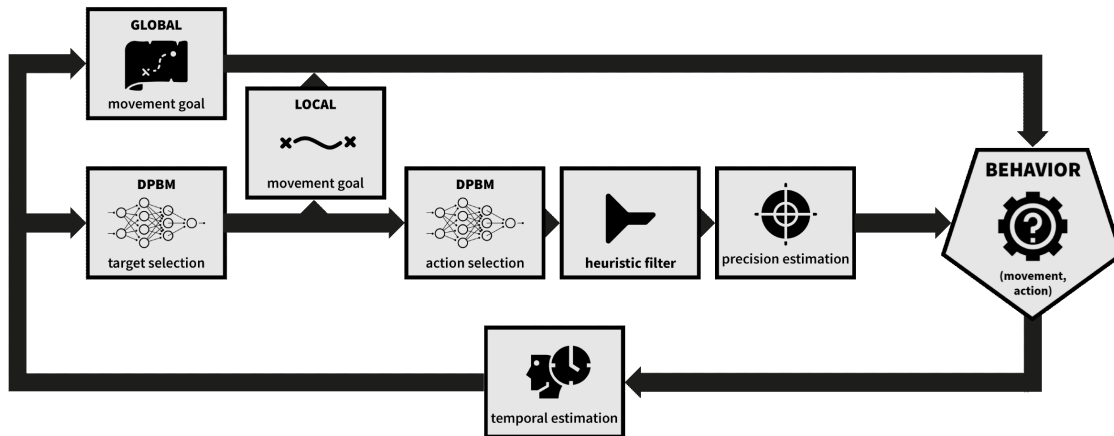 GLOBAL
movement goal
LOCAL
movement goal
DPBM
target selection
DPBM
action selection
heuristic filter
precision estimation
BEHAVIOR
?
(movement,
action)
temporal estimation